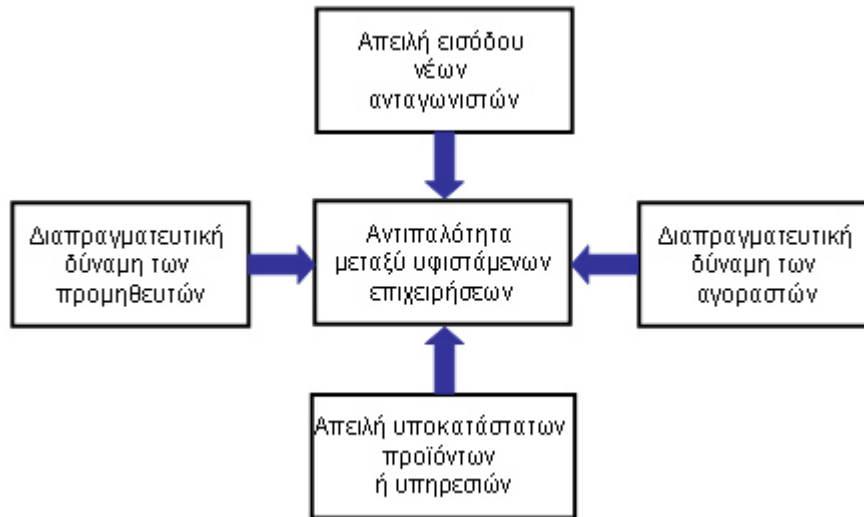 Απειλή εισόδου
νέων
ανταγωνιστών
Διαπραγματευτική
δύναμη των
προμηθευτών
Αντιπαλότητα
μεταξύ υφιστάμενων
επιχειρήσεων
Διαπραγματευτική
δύναμη των
αγοραστών
Απειλή υποκατάστατων
προϊόντων
ή υπηρεσιών